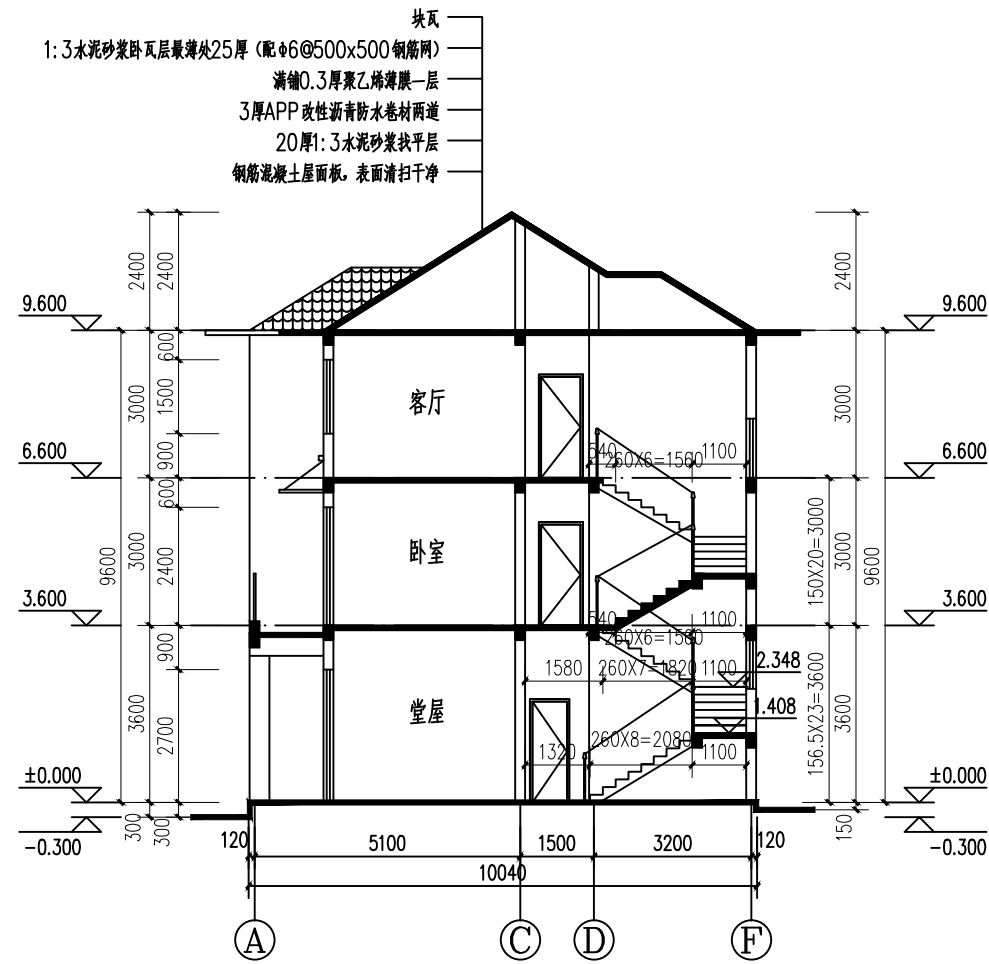 块瓦
1:3水泥砂浆卧瓦层最薄处25厚（配Φ6@500x500钢筋网）
满铺0.3厚聚乙烯薄膜一层
3厚APP改性沥青防水卷材两道
20厚1:3水泥砂浆找平层
钢筋混凝土屋面板，表面清扫干净
2400
2400
2400
9.600
9.600
600
3000
1500
客厅
3000
900
540
260X6=1560
1100
6.600
6.600
600
9600
3000
2400
卧室
150X20=3000
3000
9600
3.600
3.600
540
260X6=1560
1100
900
1580
260X7=1820
1100
2.348
3600
2700
堂屋
1.408
156.5X23=3600
3600
1320
260X8=2080
1100
±0.000
±0.000
300
300
150
-0.300
-0.300
120
5100
1500
3200
120
10040
A
C
D
F